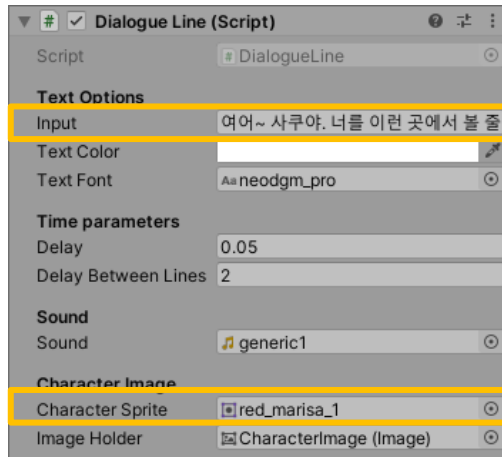 Dialogue Line (Script)
Script DialogueLine
Text Options
Input 여어~ 사쿠야. 너를 이런 곳에서 볼 줄
Text Color
Text Font Aa neodgm_pro
Time parameters
Delay 0.05
Delay Between Lines 2
Sound
Sound generic1
Character Image
Character Sprite red_marisa_1
Image Holder CharacterImage (Image)